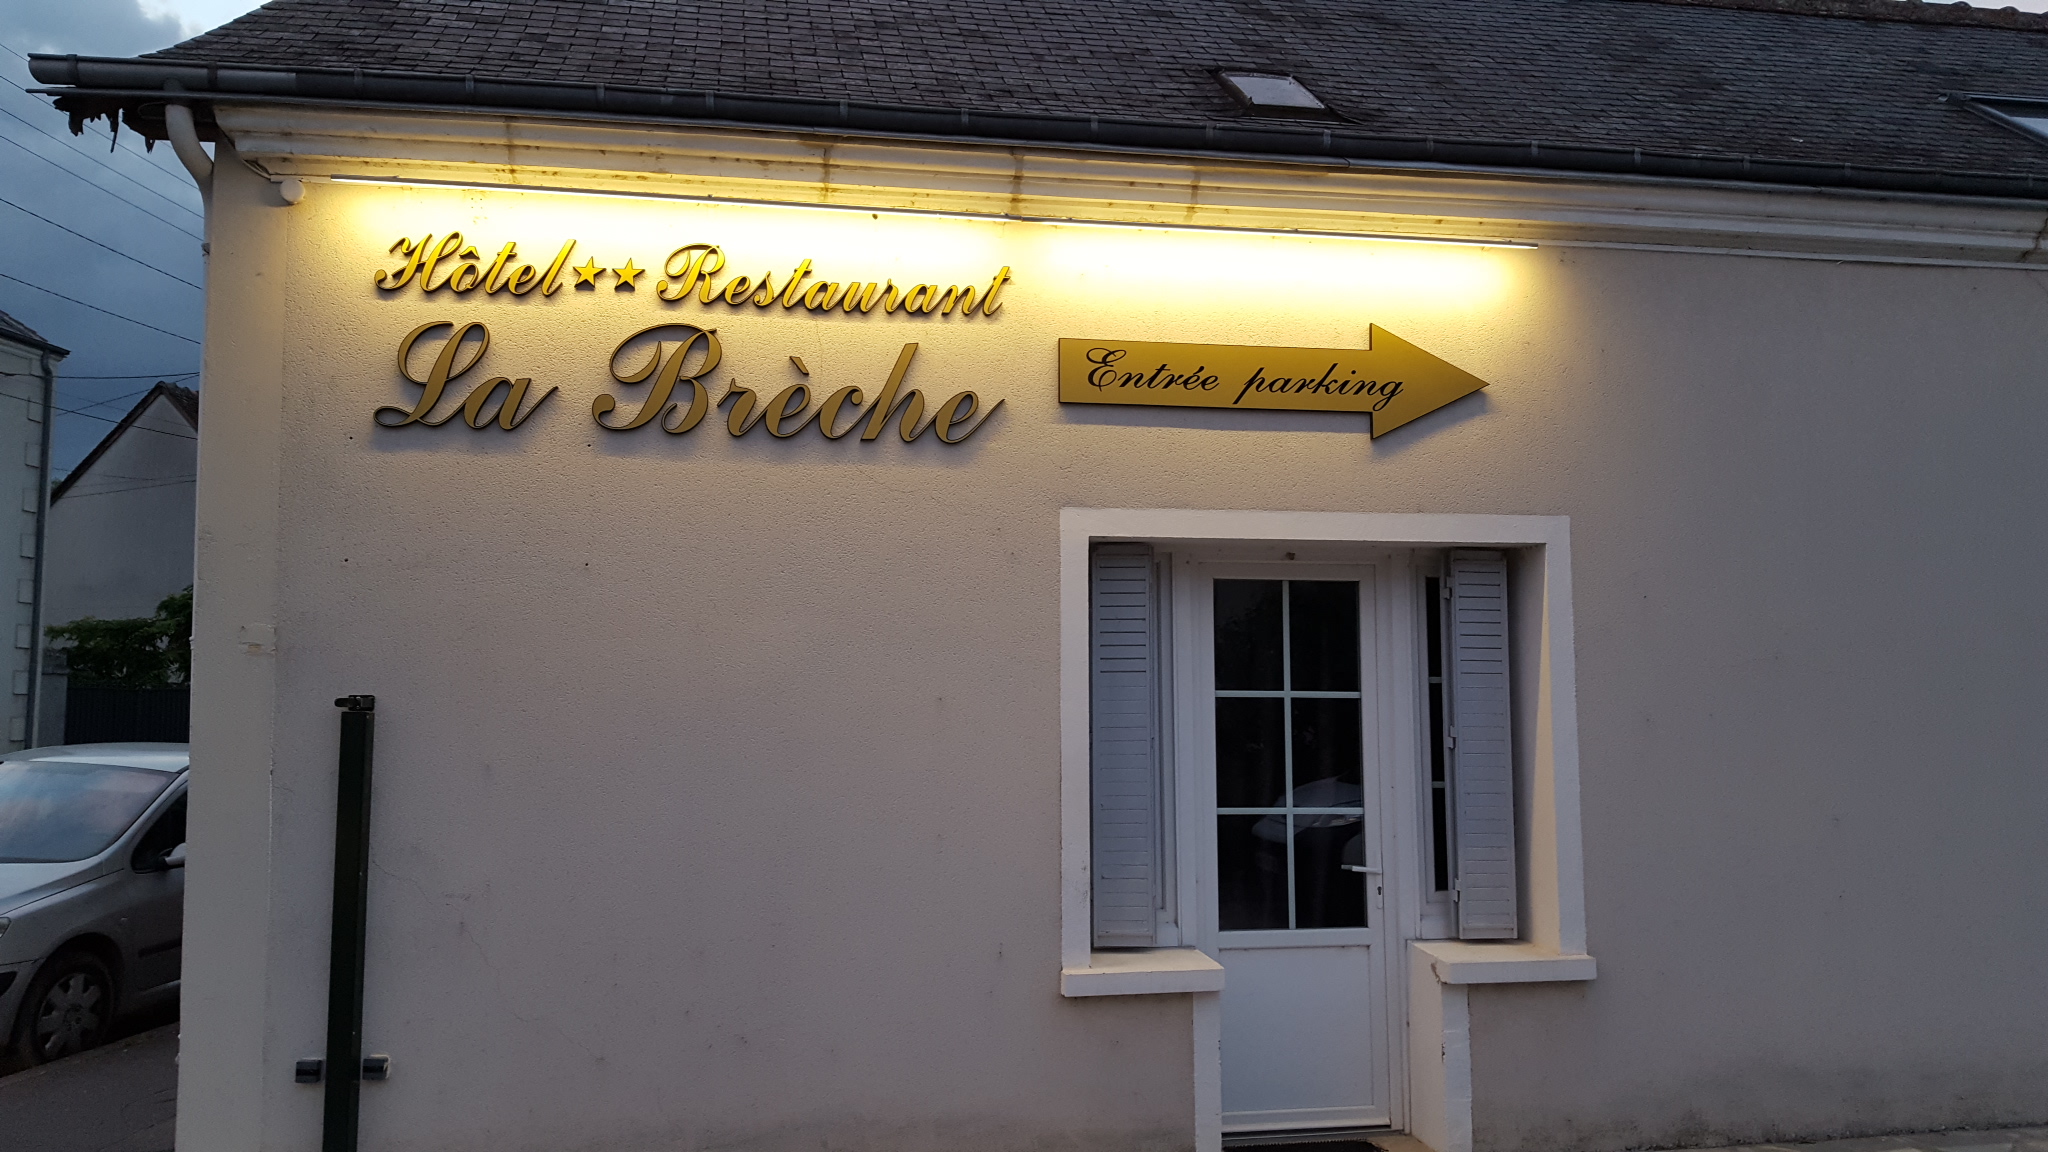 Hôtel★★Restaurant
La Brèche
Entrée parking